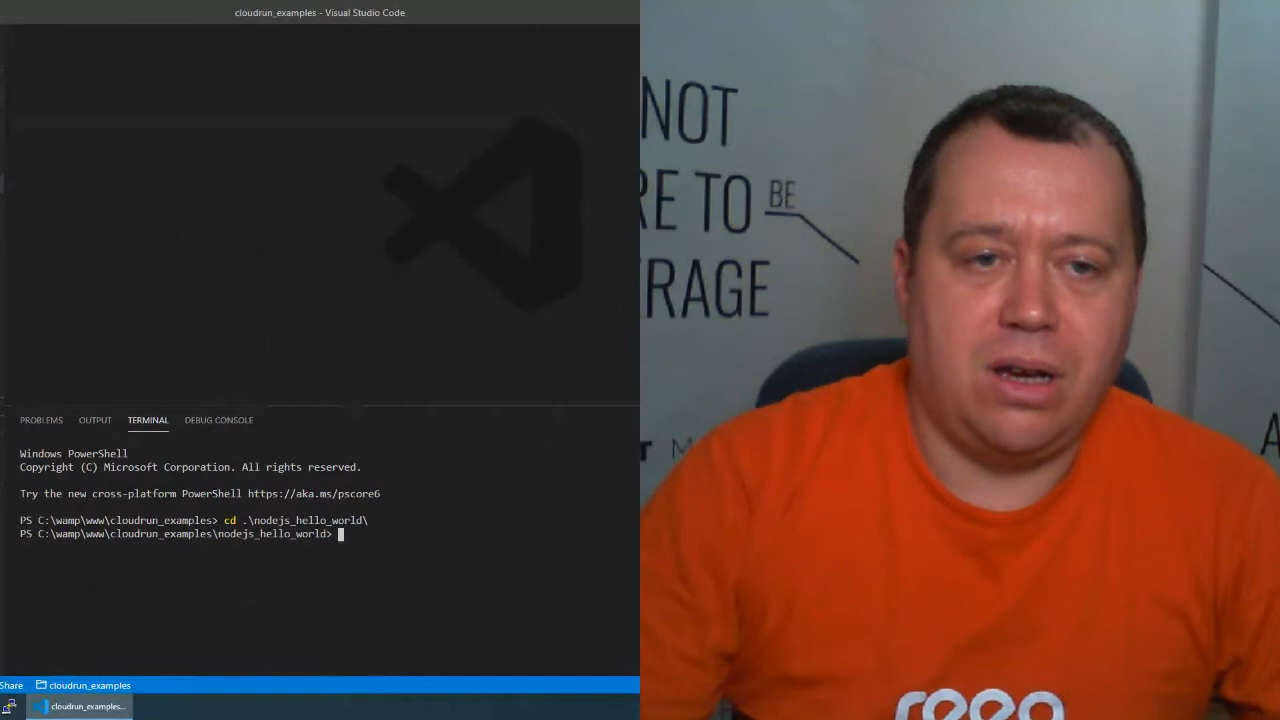 cloudrun_examples - Visual Studio Code
PROBLEMS OUTPUT TERMINAL DEBUG CONSOLE
Windows PowerShell
Copyright (C) Microsoft Corporation. All rights reserved.
Try the new cross-platform PowerShell https://aka.ms/pscore6
PS C:\wamp\www\cloudrun_examples> cd .\nodejs_hello_world\
PS C:\wamp\www\cloudrun_examples\nodejs_hello_world>
Share cloudrun_examples
cloudrun_examples...
NOT
RE TO BE
RAGE
T M
A
reea